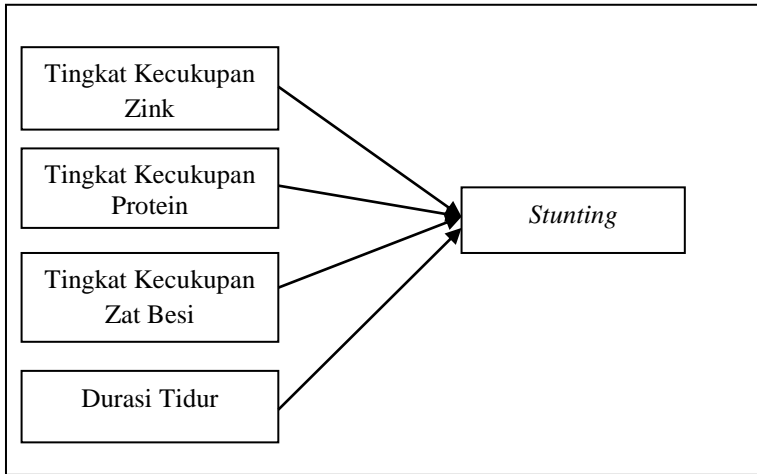 Tingkat Kecukupan
Zink
Tingkat Kecukupan
Protein
Tingkat Kecukupan
Zat Besi
Durasi Tidur
Stunting